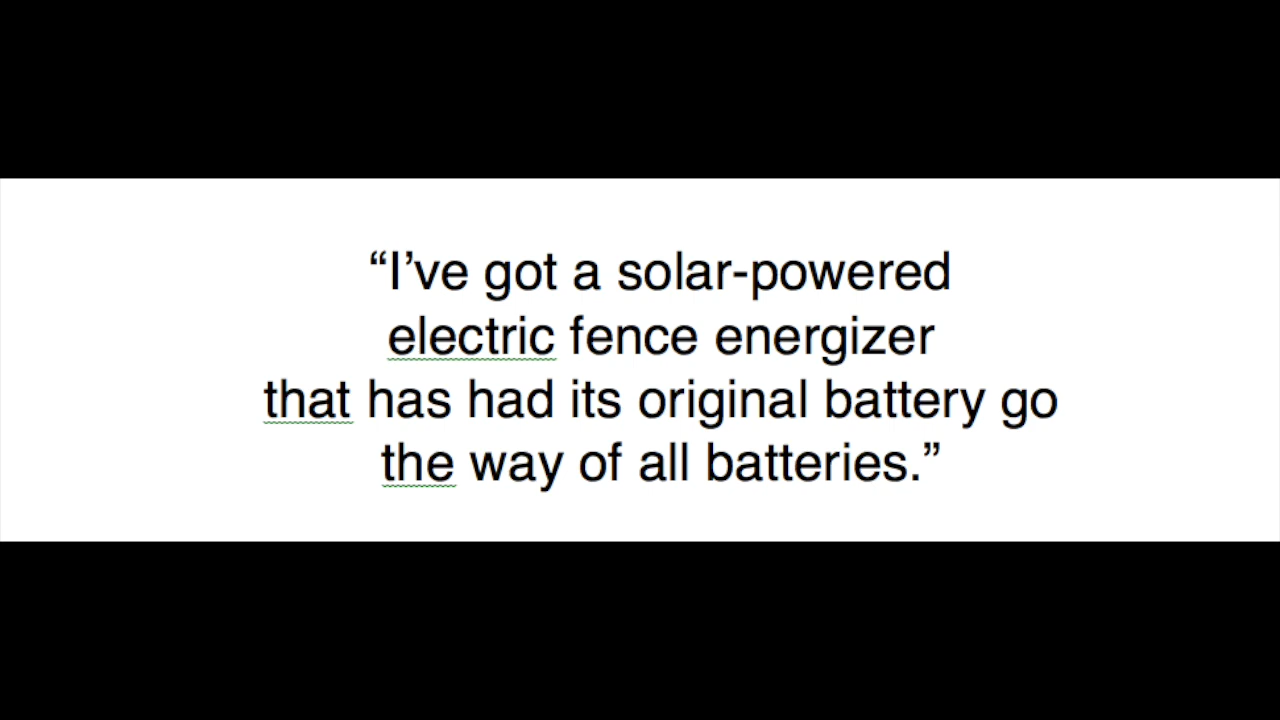 “I’ve got a solar-powered
electric fence energizer
that has had its original battery go
the way of all batteries.”